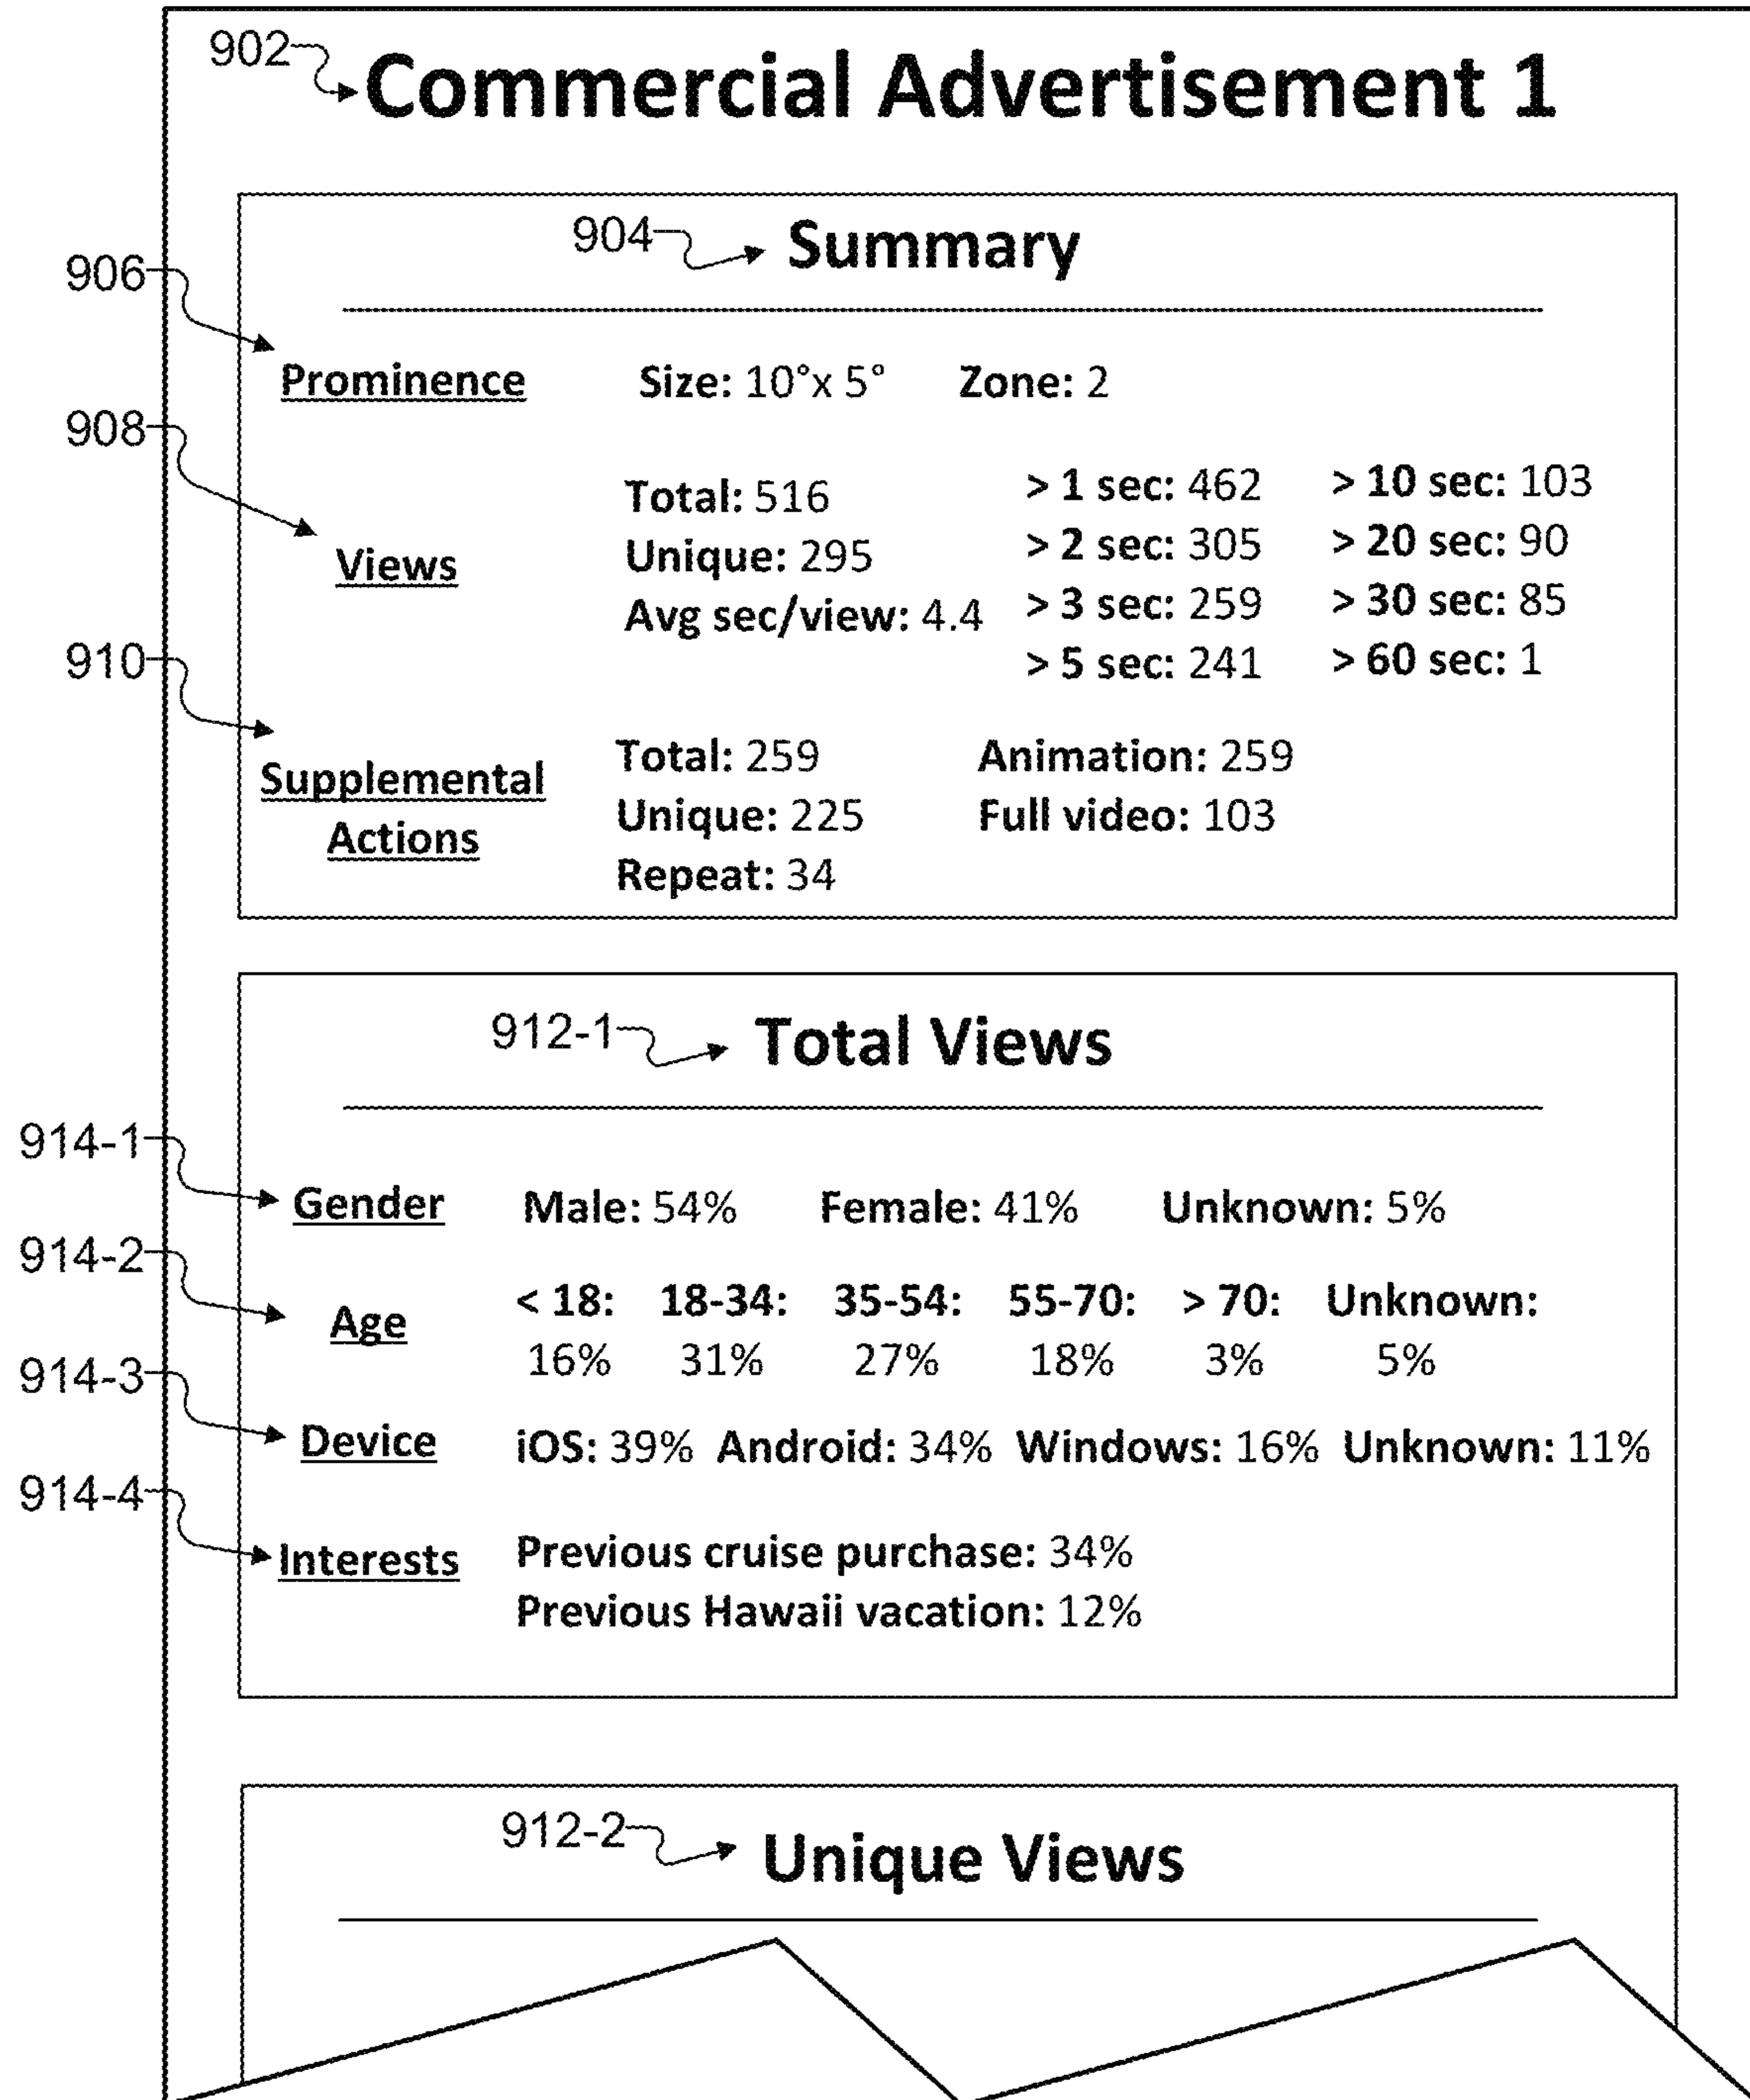 902 Commercial Advertisement 1
904 Summary
906
Prominence Size: 10°x 5° Zone: 2
908
Total: 516 > 1 sec: 462 > 10 sec: 103
Unique: 295 > 2 sec: 305 > 20 sec: 90
Views
Avg sec/view: 4.4 > 3 sec: 259 > 30 sec: 85
910 > 5 sec: 241 > 60 sec: 1
Supplemental Total: 259 Animation: 259
Actions Unique: 225 Full video: 103
Repeat: 34
912-1 Total Views
914-1
Gender Male: 54% Female: 41% Unknown: 5%
914-2
Age < 18: 18-34: 35-54: 55-70: > 70: Unknown:
16% 31% 27% 18% 3% 5%
914-3
Device iOS: 39% Android: 34% Windows: 16% Unknown: 11%
914-4
Interests Previous cruise purchase: 34%
Previous Hawaii vacation: 12%
912-2 Unique Views